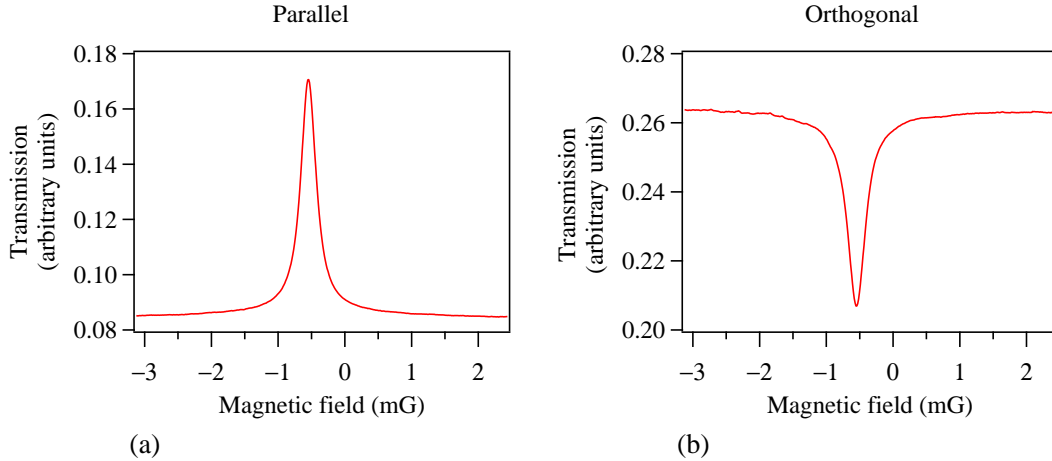 Parallel
Transmission
(arbitrary units)
0.18
0.16
0.14
0.12
0.10
0.08
−3 −2 −1 0 1 2
Magnetic field (mG)
(a)
Orthogonal
Transmission
(arbitrary units)
0.28
0.26
0.24
0.22
0.20
−3 −2 −1 0 1 2
Magnetic field (mG)
(b)